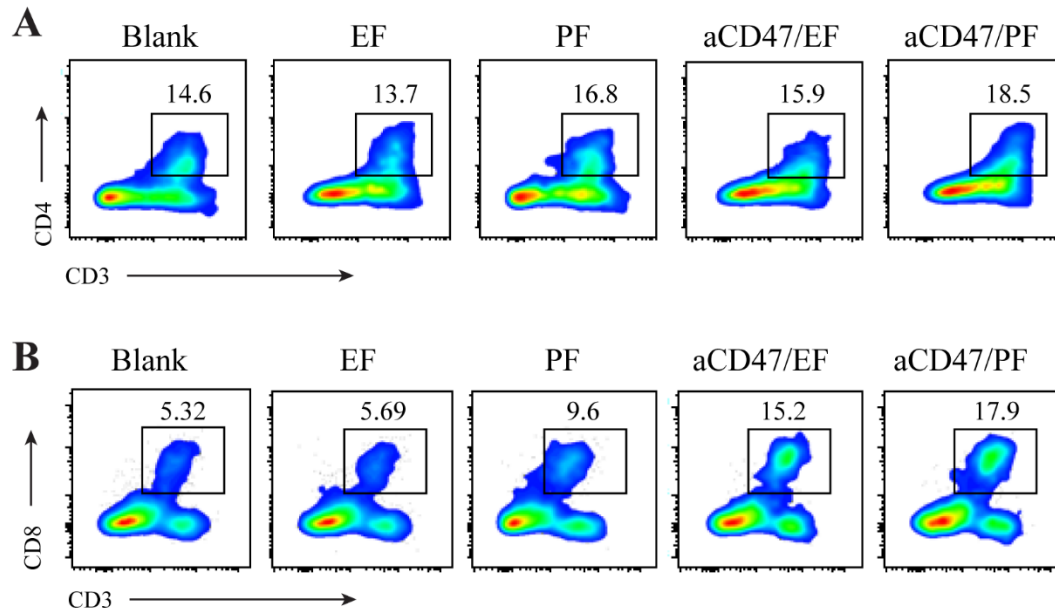 A
Blank EF PF aCD47/EF aCD47/PF
14.6 13.7 16.8 15.9 18.5
CD4
CD3
B
Blank EF PF aCD47/EF aCD47/PF
5.32 5.69 9.6 15.2 17.9
CD8
CD3